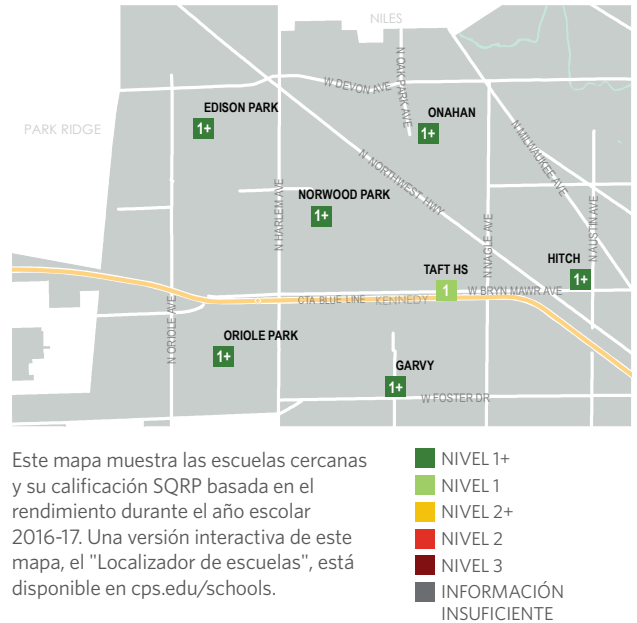 NILES
N OAK PARK AVE
W DEVON AVE
EDISON PARK
1+
ONAHAN
1+
PARK RIDGE
N MILWAUKEE AVE
N NORTHWEST HWY
N HARLEM AVE
NORWOOD PARK
1+
N NAGLE AVE
N AUSTIN AVE
TAFT HS
1
HITCH
1+
W BRYN MAWR AVE
CTA BLUE LINE
KENNEDY
N ORIOLE AVE
ORIOLE PARK
1+
GARVY
1+
W FOSTER DR
Este mapa muestra las escuelas cercanas
y su calificación SQRP basada en el
rendimiento durante el año escolar
2016-17. Una versión interactiva de este
mapa, el "Localizador de escuelas", está
disponible en cps.edu/schools.
NIVEL 1+
NIVEL 1
NIVEL 2+
NIVEL 2
NIVEL 3
INFORMACIÓN
INSUFICIENTE